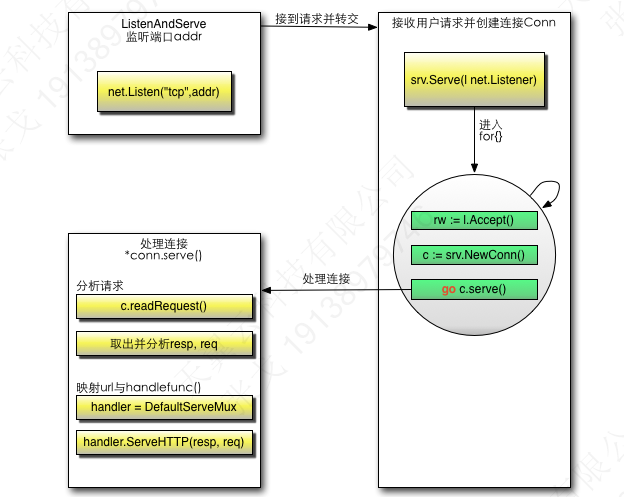 ListenAndServe
监听端口addr
net.Listen("tcp",addr)
接到请求并转交
接收用户请求并创建连接Conn
srv.Serve(l net.Listener)
进入
for{}
rw := l.Accept()
c := srv.NewConn()
go c.serve()
处理连接
处理连接
*conn.serve()
分析请求
c.readRequest()
取出并分析resp, req
映射url与handlefunc()
handler = DefaultServeMux
handler.ServeHTTP(resp, req)